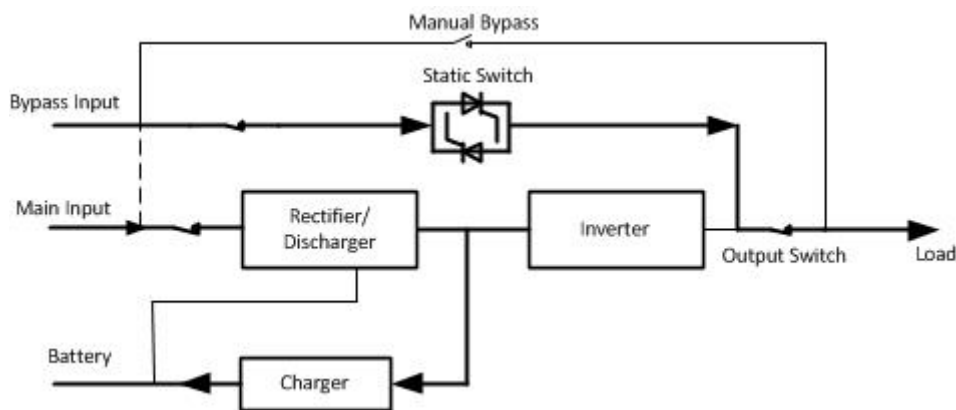 Manual Bypass
Static Switch
Bypass Input
Main Input
Rectifier/
Discharger
Inverter
Output Switch
Load
Battery
Charger